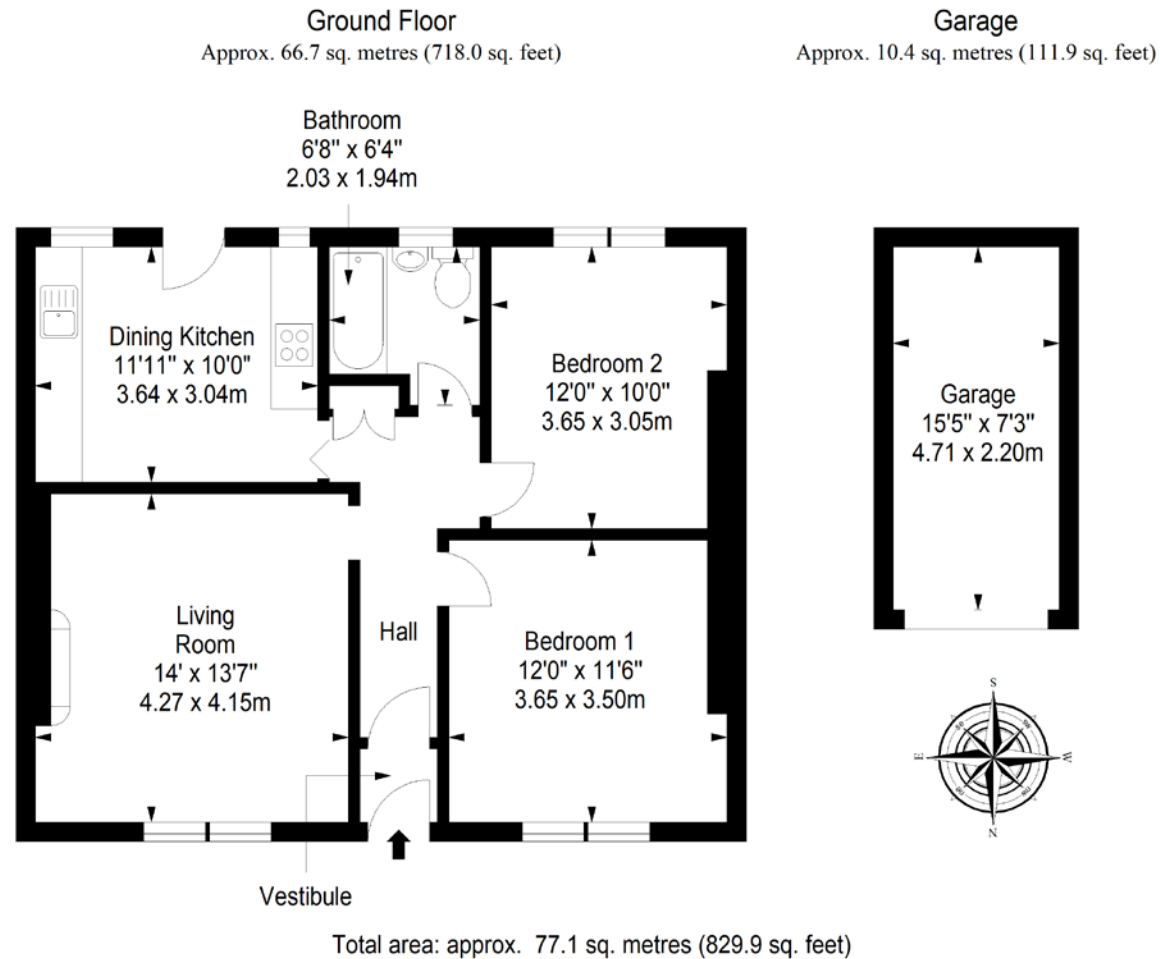 Ground Floor
Approx. 66.7 sq. metres (718.0 sq. feet)
Garage
Approx. 10.4 sq. metres (111.9 sq. feet)
Bathroom
6'8" x 6'4"
2.03 x 1.94m
Dining Kitchen
11'11" x 10'0"
3.64 x 3.04m
Bedroom 2
12'0" x 10'0"
3.65 x 3.05m
Garage
15'5" x 7'3"
4.71 x 2.20m
Living
Room
14' x 13'7"
4.27 x 4.15m
Hall
Bedroom 1
12'0" x 11'6"
3.65 x 3.50m
S
E
W
N
Vestibule
Total area: approx. 77.1 sq. metres (829.9 sq. feet)